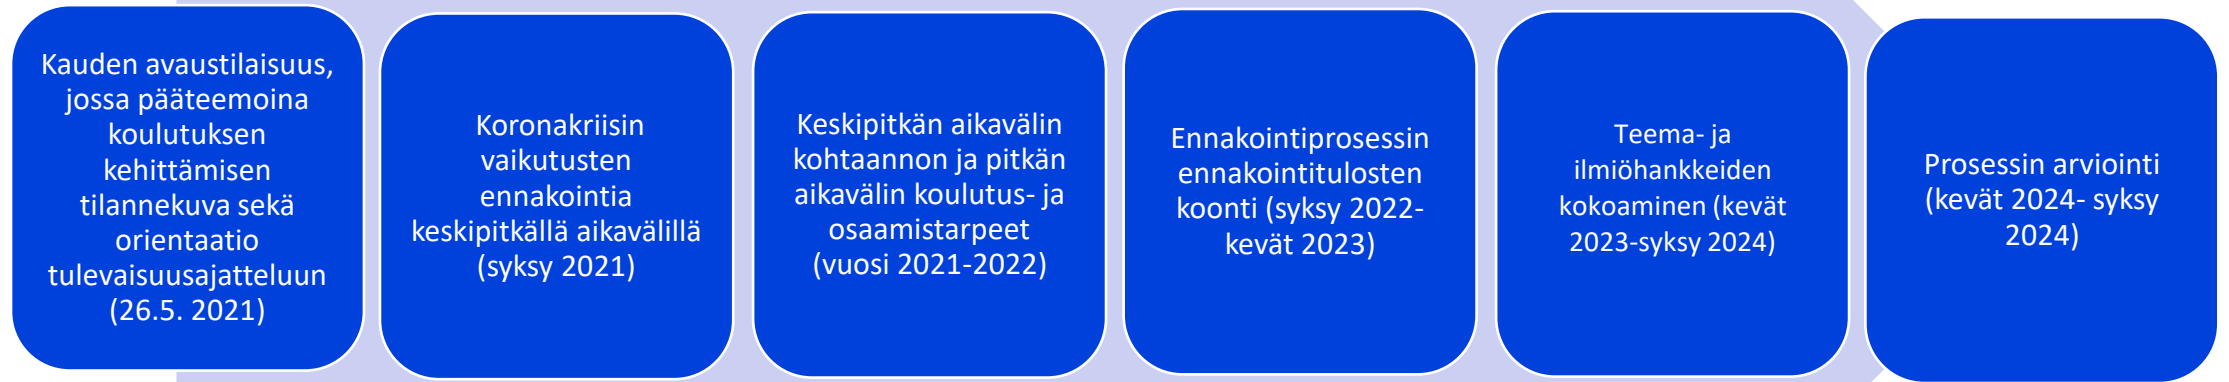 Kauden avaustilaisuus,
jossa pääteemoina
koulutuksen
kehittämisen
tilannekuva sekä
orientaatio
tulevaisuusajatteluun
(26.5. 2021)
Koronakriisin
vaikutusten
ennakointia
keskipitkällä aikavälillä
(syksy 2021)
Keskipitkän aikavälin
kohtaannon ja pitkän
aikavälin koulutus- ja
osaamistarpeet
(vuosi 2021-2022)
Ennakointiprosessin
ennakointitulosten
koonti (syksy 2022-
kevät 2023)
Teema- ja
ilmiöhankkeiden
kokoaminen (kevät
2023-syksy 2024)
Prosessin arviointi
(kevät 2024- syksy
2024)